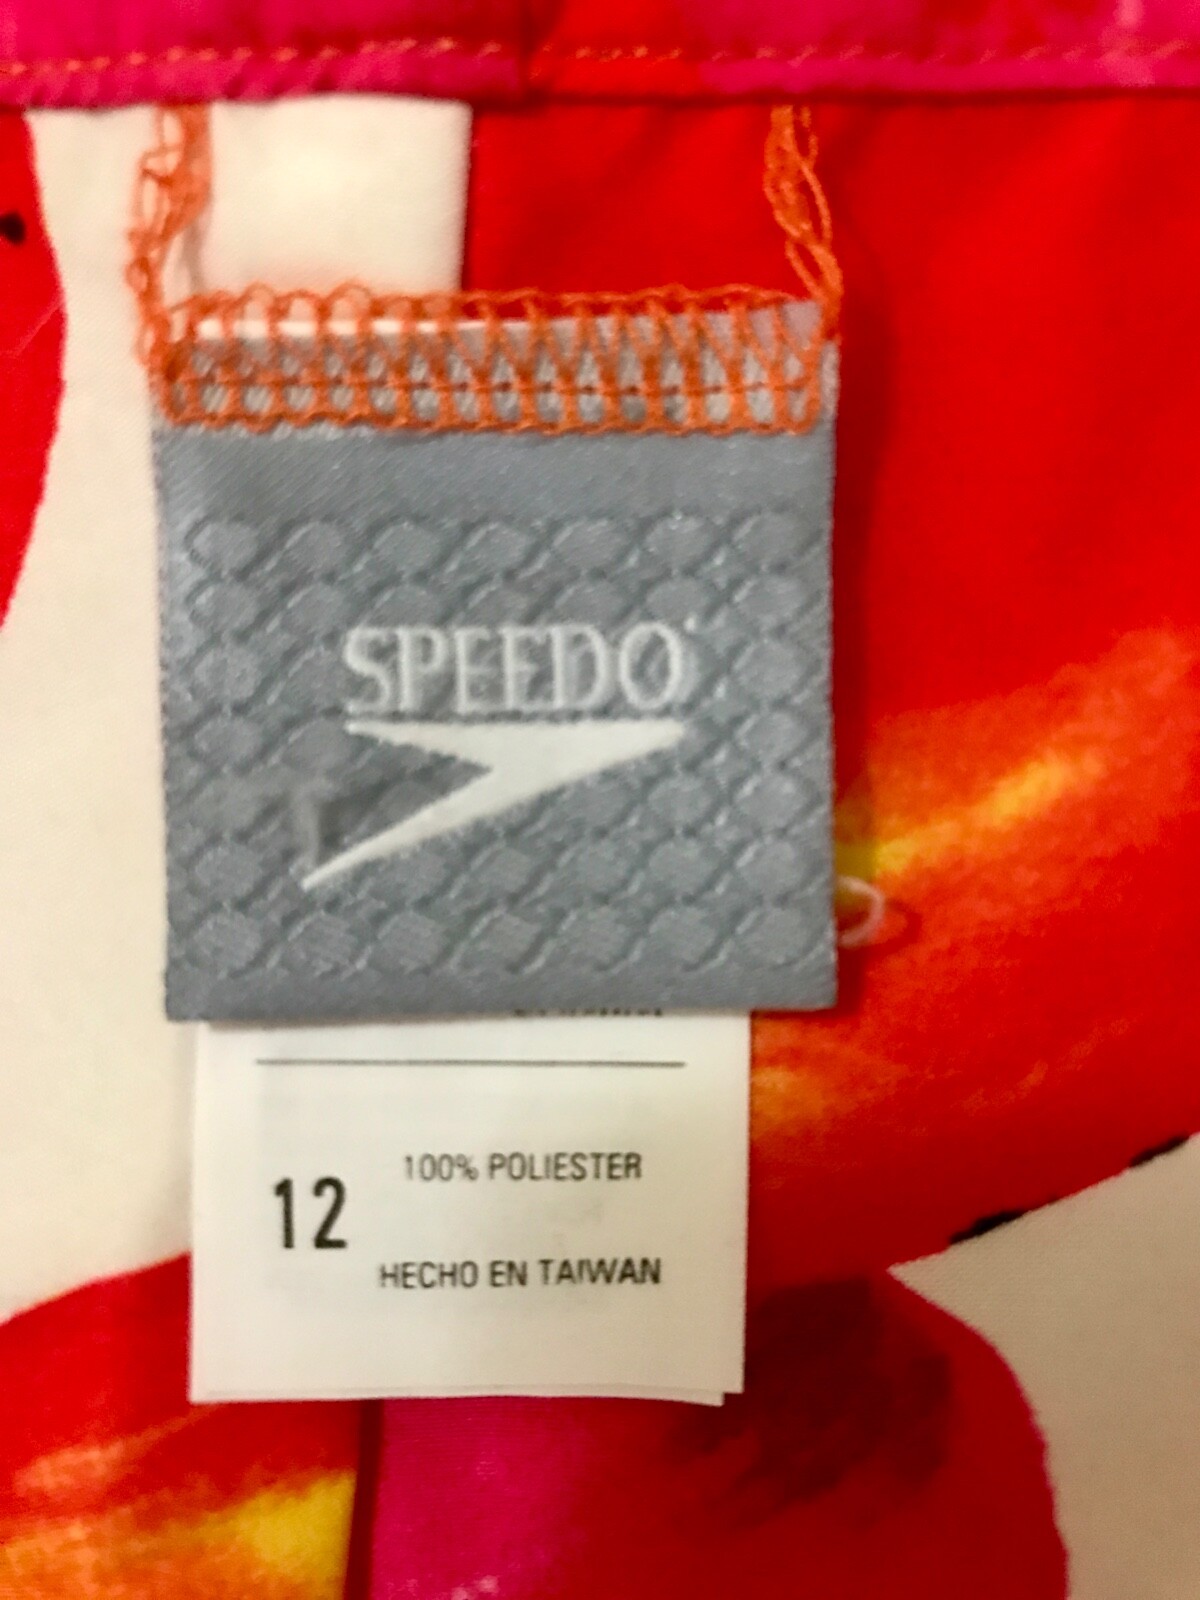 SPEEDO
100% POLIESTER
12
HECHO EN TAIWAN